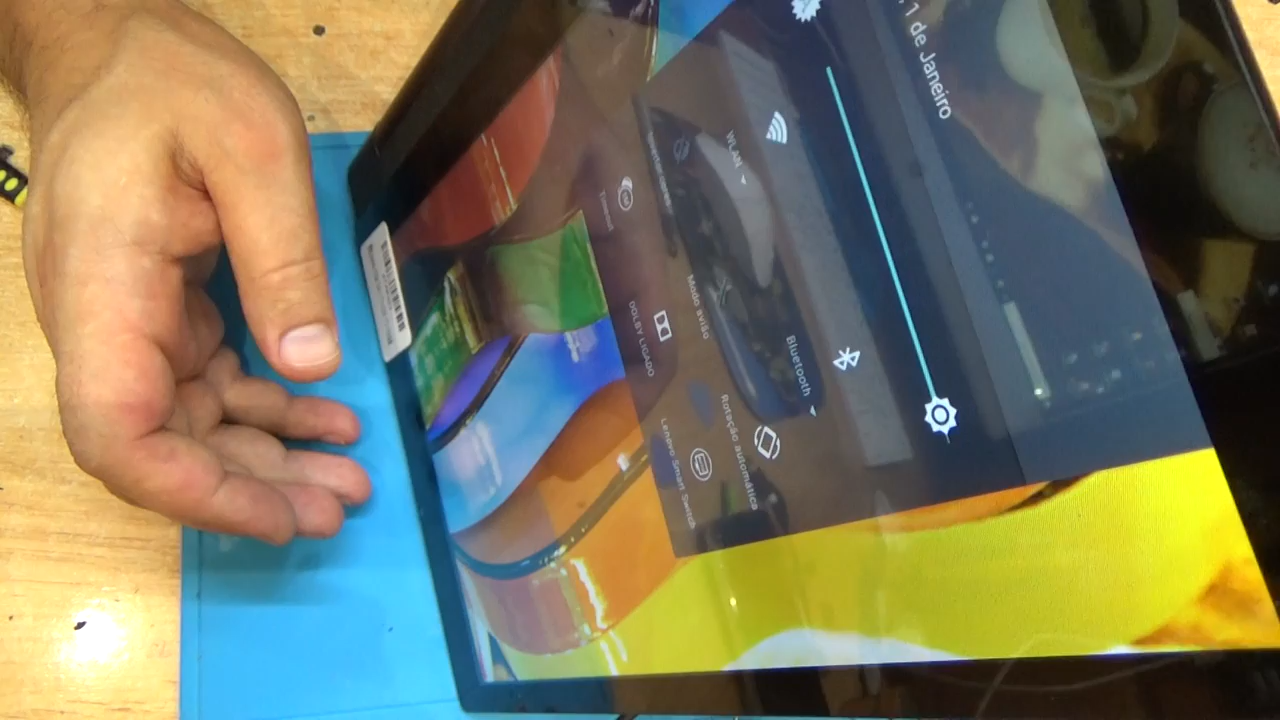 , 1 de Janeiro
WLAN
Bluetooth
Modo avião
Rotação automática
DOLBY LIGADO
Lenovo Smart Switch